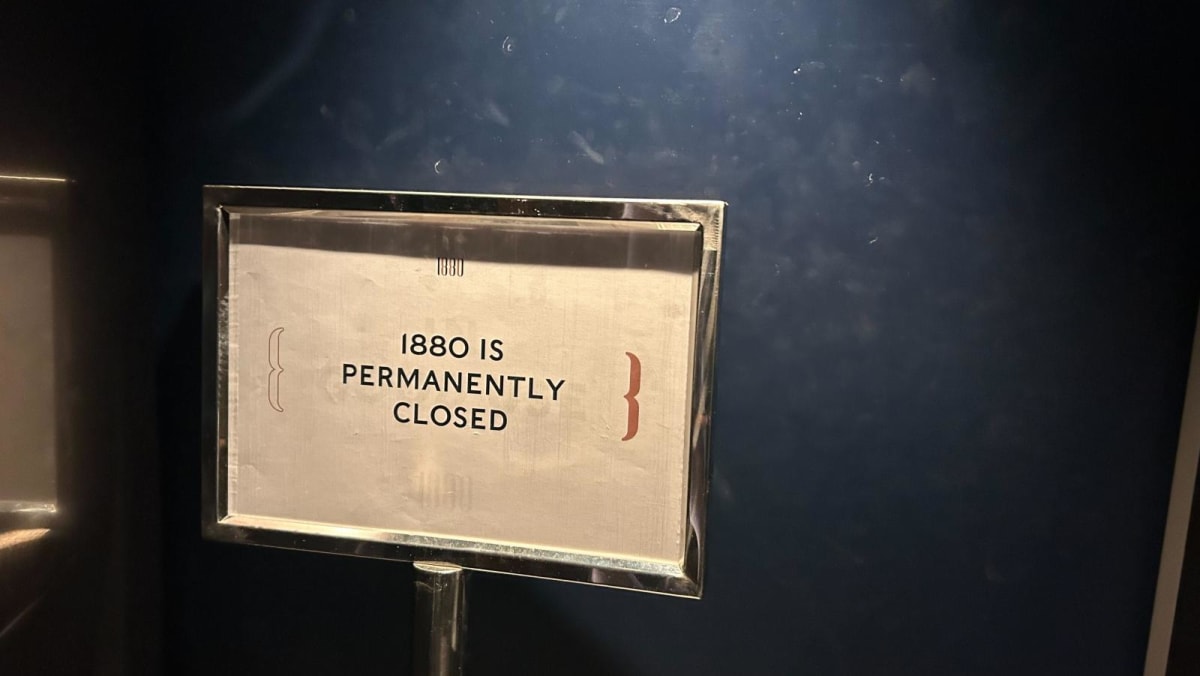 1880
1880 IS
PERMANENTLY
CLOSED